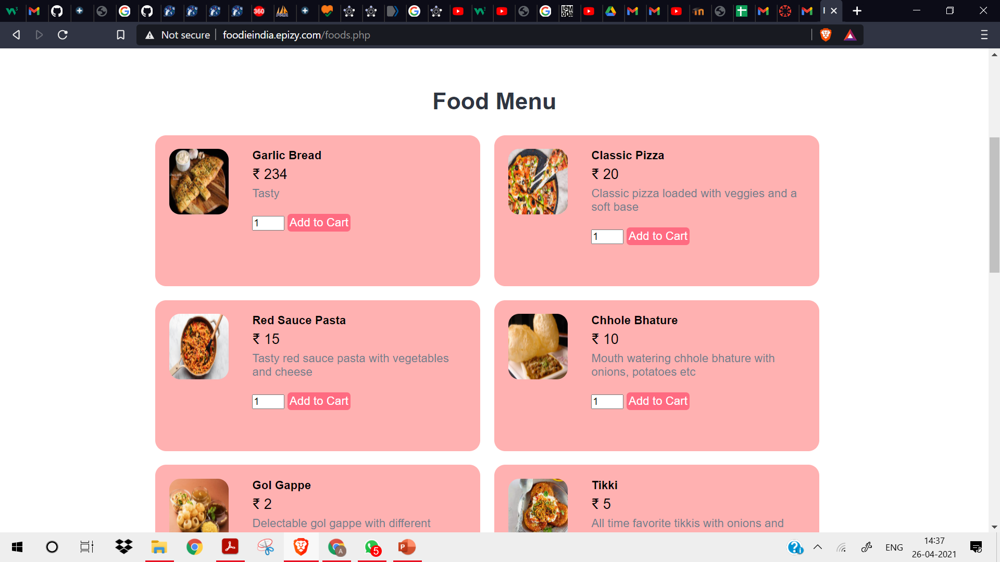 360
LeMopa
Not secure
foodieindia.epizy.com/foods.php
Food Menu
Garlic Bread
₹ 234
Tasty
1 Add to Cart
Classic Pizza
₹ 20
Classic pizza loaded with veggies and a
soft base
1 Add to Cart
Red Sauce Pasta
₹ 15
Tasty red sauce pasta with vegetables
and cheese
1 Add to Cart
Chhole Bhature
₹ 10
Mouth watering chhole bhature with
onions, potatoes etc
1 Add to Cart
Gol Gappe
₹ 2
Delectable gol gappe with different
Tikki
₹ 5
All time favorite tikkis with onions and
A
5
P
ENG
14:37
26-04-2021